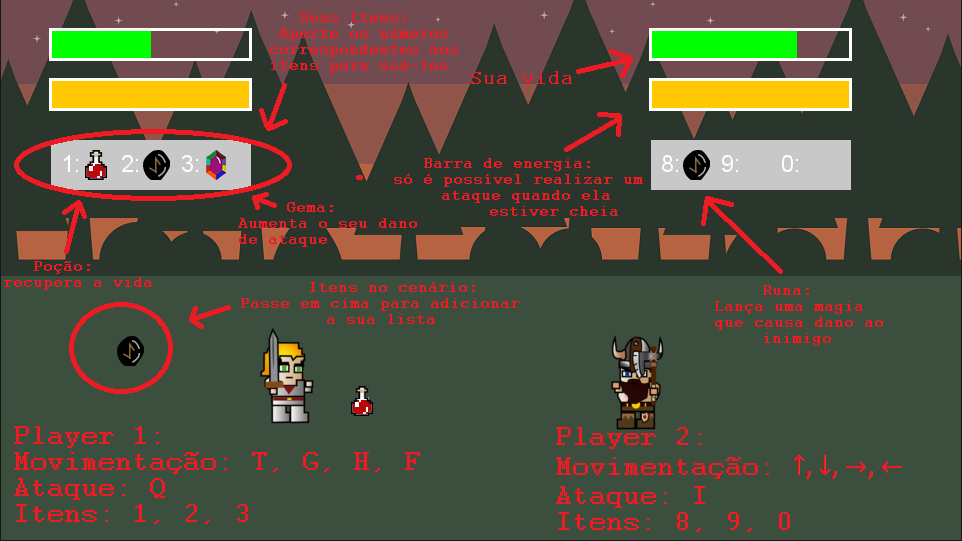 Seus Itens:
Aperte os números
correspondentes aos
itens para usá-los
Sua vida
1: 2: 3:
8: 9: 0:
Barra de energia:
só é possível realizar um
ataque quando ela
estiver cheia
Gema:
Aumenta o seu dano
de ataque
Poção:
recupera a vida
Itens no cenário:
Passe em cima para adicionar
a sua lista
Runa:
Lança uma magia
que causa dano ao
inimigo
Player 1:
Movimentação: T, G, H, F
Ataque: Q
Itens: 1, 2, 3
Player 2:
Movimentação: ↑,↓,→,←
Ataque: I
Itens: 8, 9, 0